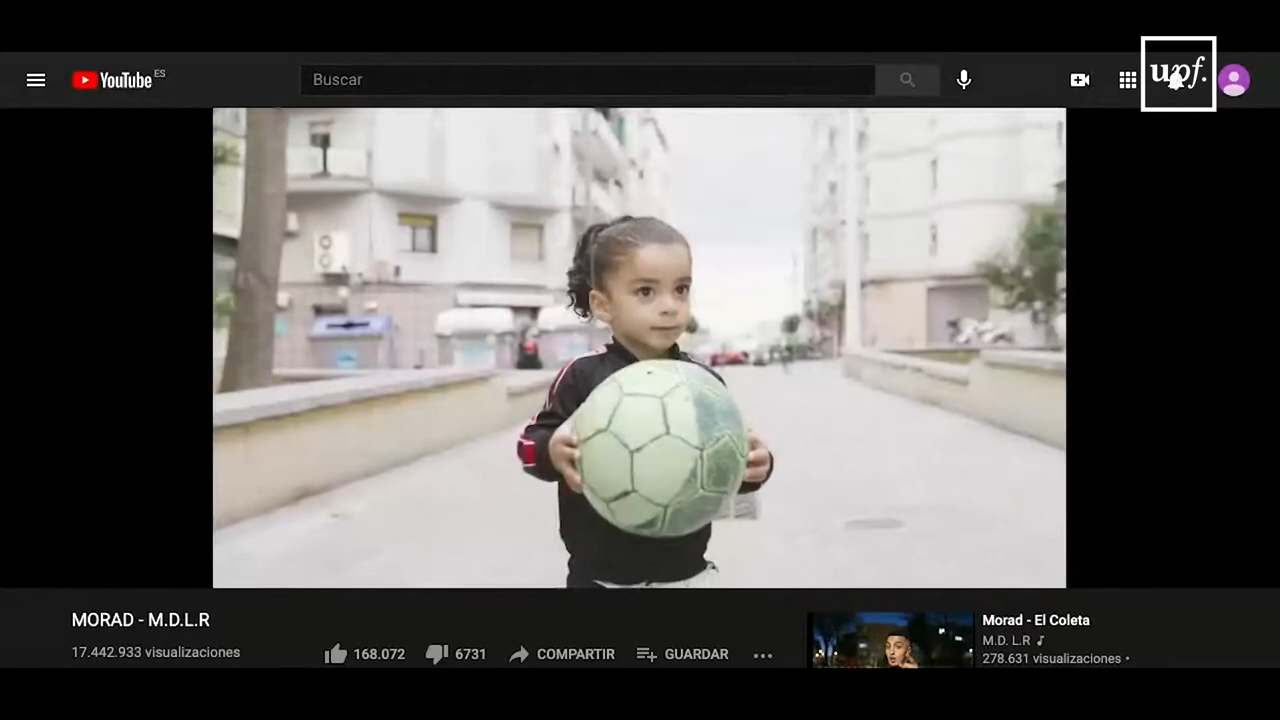 YouTube ES
Buscar
upf.
MORAD - M.D.L.R
17.442.933 visualizaciones
168.072
6731
COMPARTIR
GUARDAR
Morad - El Coleta
M.D. L.R
278.631 visualizaciones •